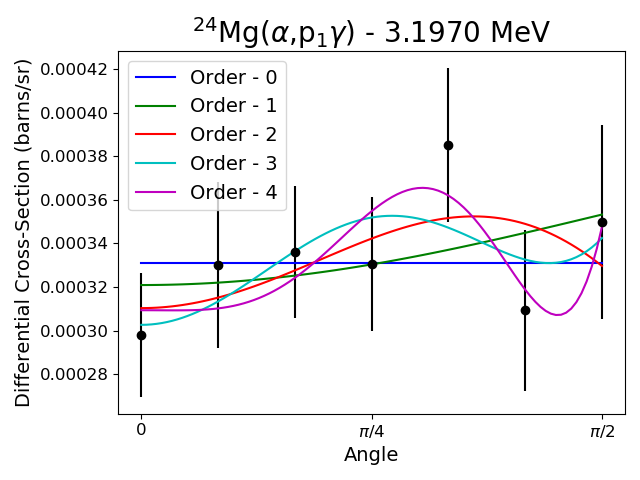 ²⁴Mg(α,p₁γ) - 3.1970 MeV
Differential Cross-Section (barns/sr)
0.00042
0.00040
0.00038
0.00036
0.00034
0.00032
0.00030
0.00028
Order - 0
Order - 1
Order - 2
Order - 3
Order - 4
0
π/4
π/2
Angle